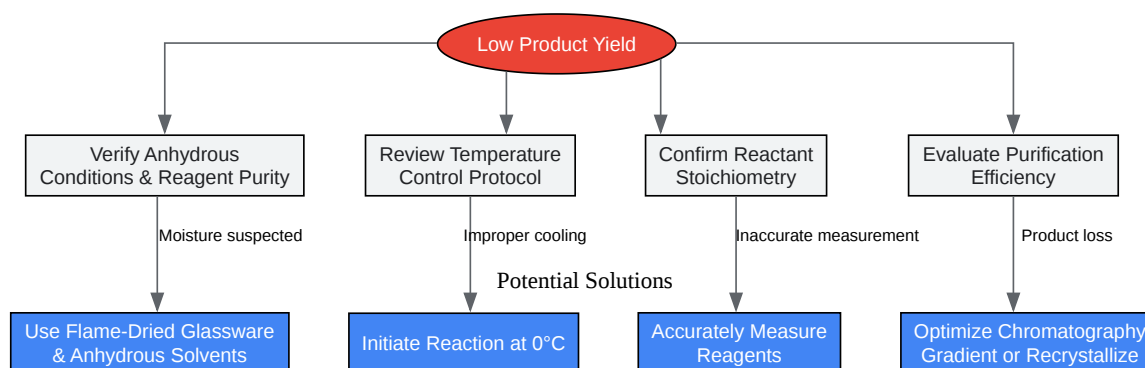 Low Product Yield
Verify Anhydrous
Conditions & Reagent Purity
Review Temperature
Control Protocol
Confirm Reactant
Stoichiometry
Evaluate Purification
Efficiency
Moisture suspected
Improper cooling
Inaccurate measurement
Product loss
Potential Solutions
Use Flame-Dried Glassware
& Anhydrous Solvents
Initiate Reaction at 0°C
Accurately Measure
Reagents
Optimize Chromatography
Gradient or Recrystallize